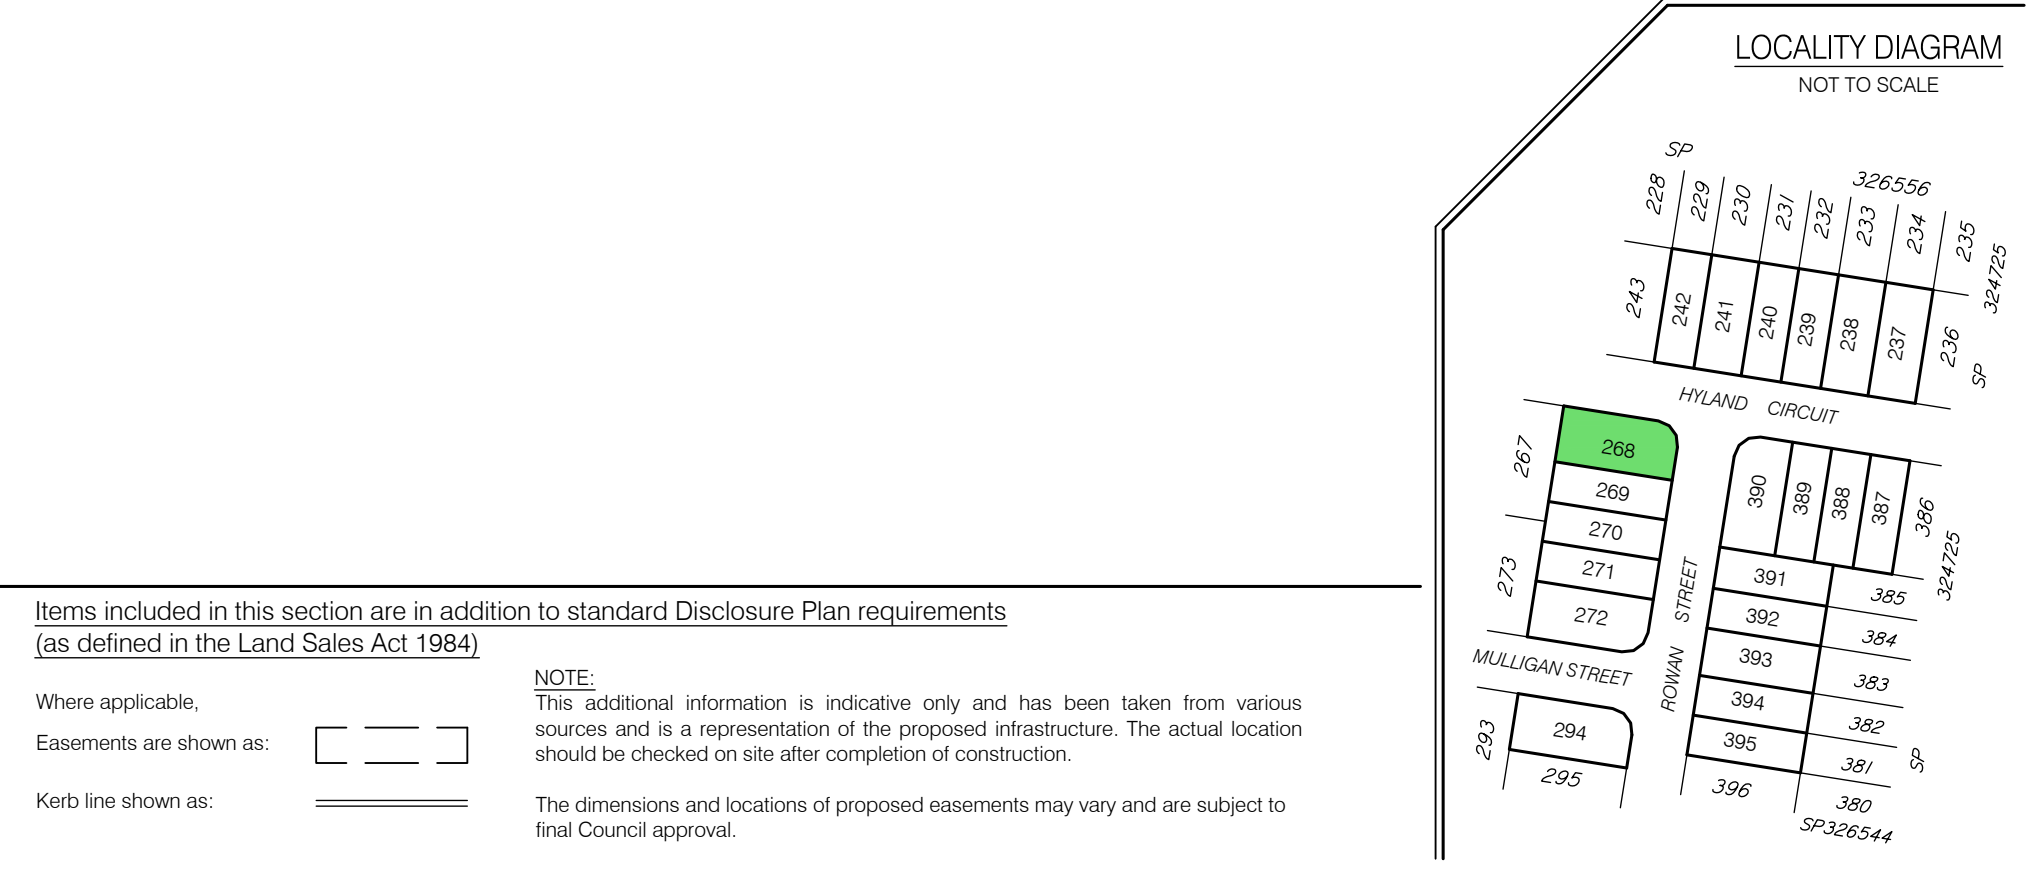 LOCALITY DIAGRAM
NOT TO SCALE
SP
326556
228
229
230
231
232
233
234
235
324725
243
242
241
240
239
238
237
236
SP
HYLAND CIRCUIT
267
268
269
270
271
272
273
390
389
388
387
386
324725
391
385
392
384
393
383
394
382
395
381
SP
396
380
SP326544
ROWAN STREET
MULLIGAN STREET
293
294
295
Items included in this section are in addition to standard Disclosure Plan requirements
(as defined in the Land Sales Act 1984)
Where applicable,
Easements are shown as:
Kerb line shown as:
NOTE:
This additional information is indicative only and has been taken from various
sources and is a representation of the proposed infrastructure. The actual location
should be checked on site after completion of construction.
The dimensions and locations of proposed easements may vary and are subject to
final Council approval.